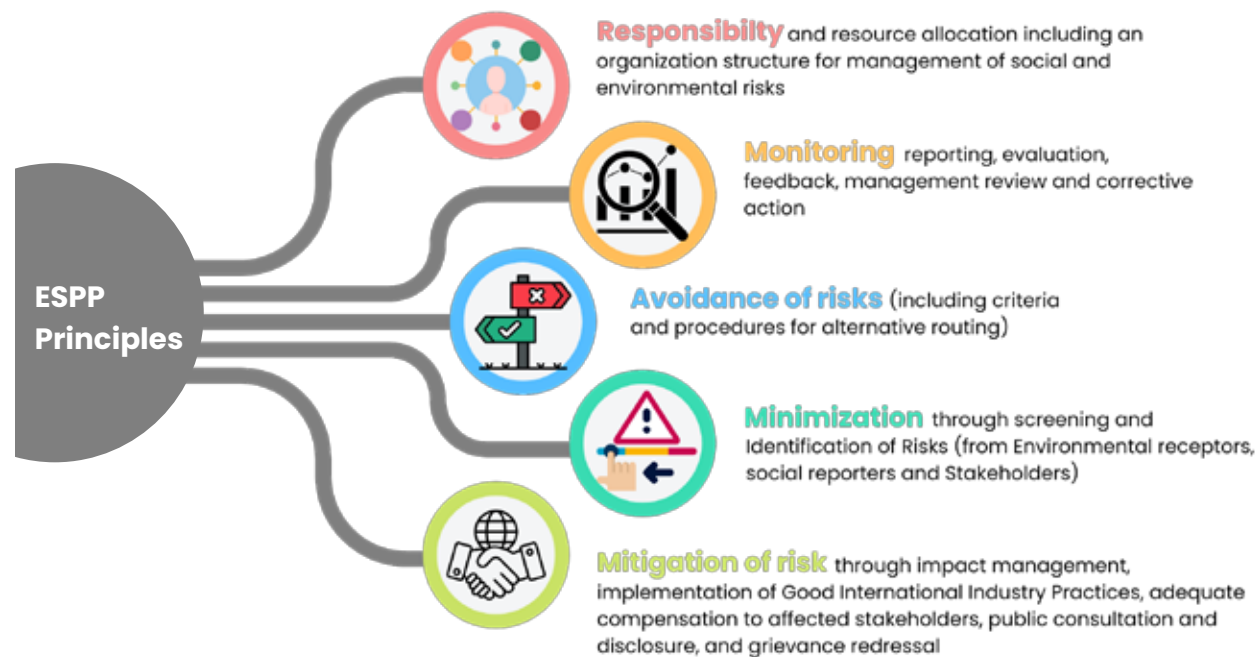 Responsibilty and resource allocation including an
organization structure for management of social and
environmental risks
Monitoring reporting, evaluation,
feedback, management review and corrective
action
ESPP
Principles
Avoidance of risks (including criteria
and procedures for alternative routing)
Minimization through screening and
Identification of Risks (from Environmental receptors,
social reporters and Stakeholders)
Mitigation of risk through impact management,
implementation of Good International Industry Practices, adequate
compensation to affected stakeholders, public consultation and
disclosure, and grievance redressal